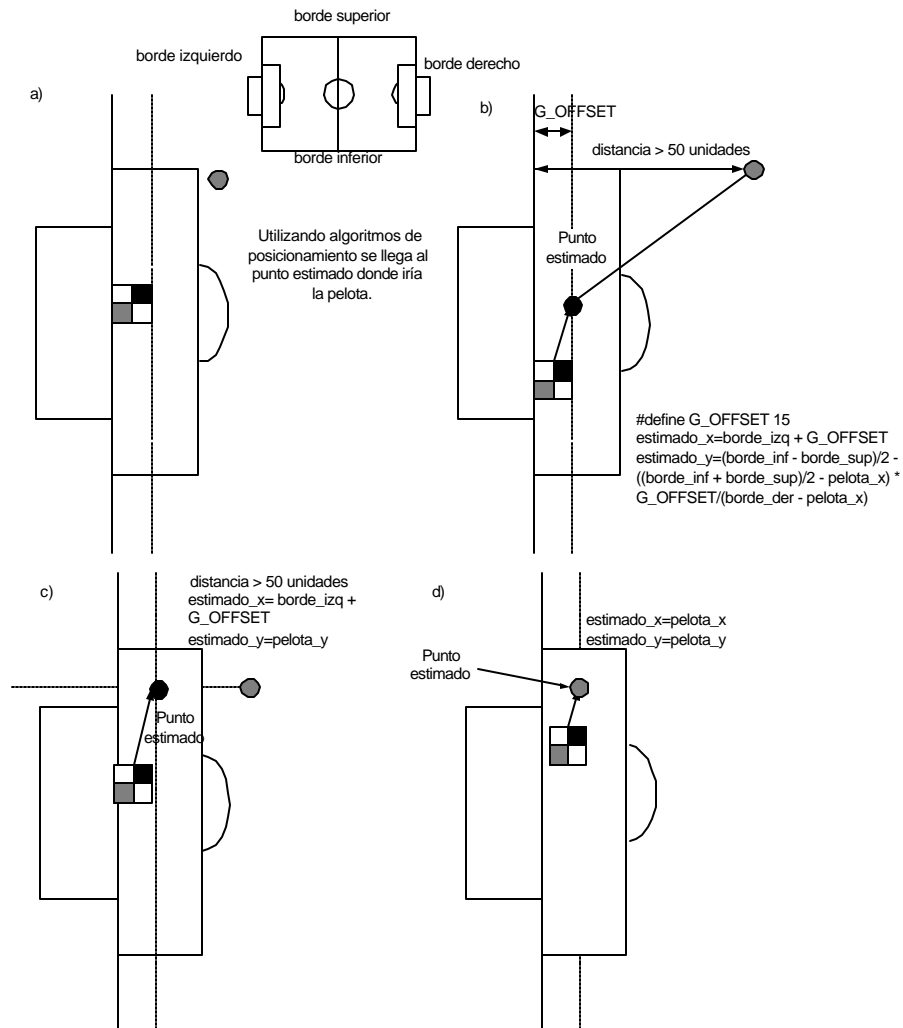 borde superior
borde izquierdo
borde derecho
borde inferior
a)
Utilizando algoritmos de
posicionamiento se llega al
punto estimado donde iría
la pelota.
b)
G_OFFSET
distancia > 50 unidades
Punto
estimado
#define G_OFFSET 15
estimado_x=borde_izq + G_OFFSET
estimado_y=(borde_inf - borde_sup)/2 -
((borde_inf + borde_sup)/2 - pelota_x) *
G_OFFSET/(borde_der - pelota_x)
c)
distancia > 50 unidades
estimado_x= borde_izq +
G_OFFSET
estimado_y=pelota_y
Punto
estimado
d)
estimado_x=pelota_x
estimado_y=pelota_y
Punto
estimado